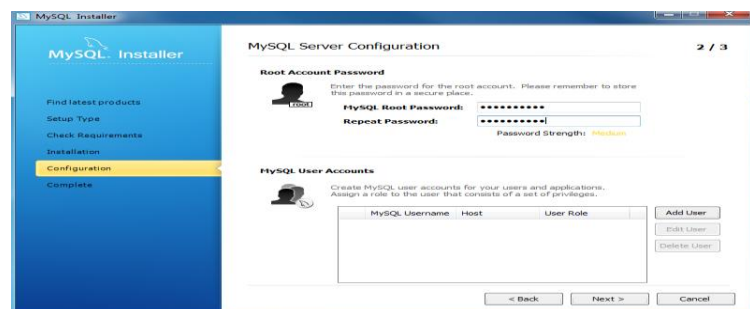 MySQL Installer
MySQL. Installer
Find latest products
Setup Type
Check Requirements
Installation
Configuration
Complete
MySQL Server Configuration
2 / 3
Root Account Password
Enter the password for the root account. Please remember to store
this password in a secure place.
root
MySQL Root Password: ••••••••••
Repeat Password: ••••••••••
Password Strength: Medium
MySQL User Accounts
Create MySQL user accounts for your users and applications.
Assign a role to the user that consists of a set of privileges.
MySQL Username Host User Role
Add User
Edit User
Delete User
< Back Next > Cancel